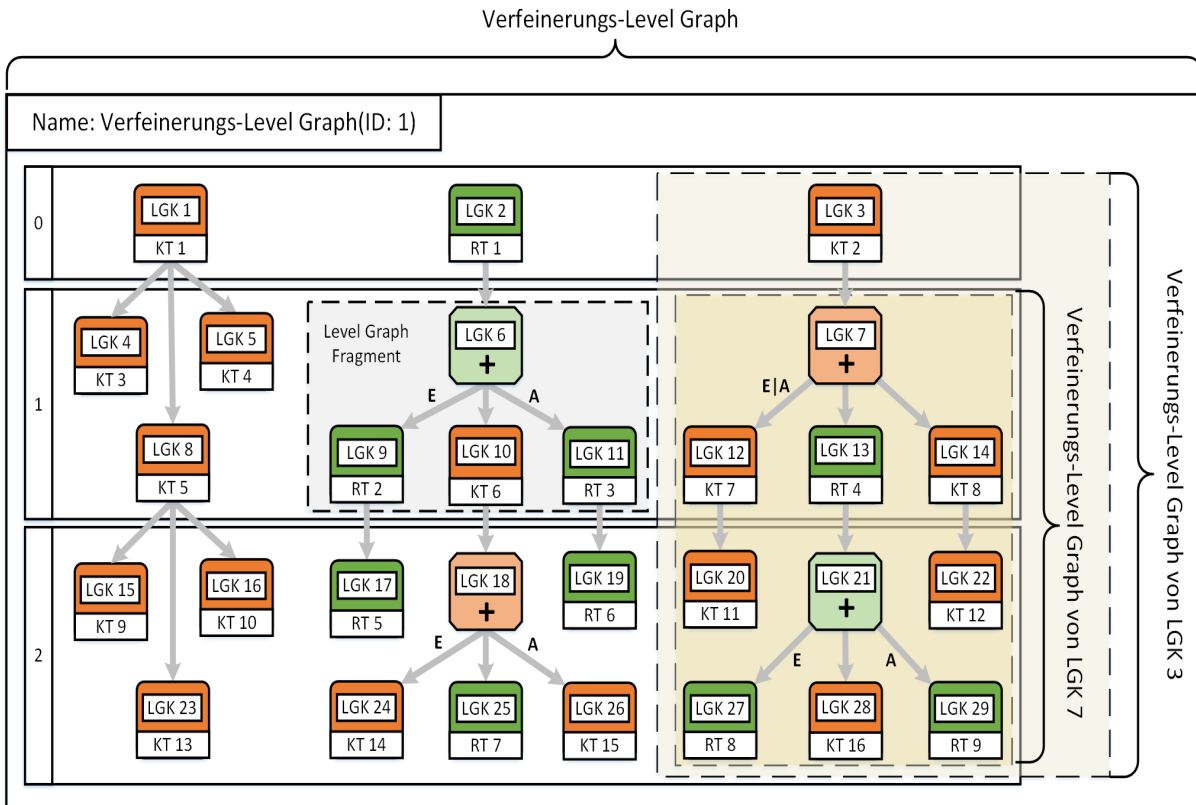 Verfeinerungs-Level Graph
Name: Verfeinerungs-Level Graph(ID: 1)
0
LGK 1
KT 1
LGK 2
RT 1
LGK 3
KT 2
1
LGK 4
KT 3
LGK 5
KT 4
Level Graph
Fragment
LGK 6
+
E
A
LGK 7
+
E|A
LGK 8
KT 5
LGK 9
RT 2
LGK 10
KT 6
LGK 11
RT 3
LGK 12
KT 7
LGK 13
RT 4
LGK 14
KT 8
2
LGK 15
KT 9
LGK 16
KT 10
LGK 17
RT 5
LGK 18
+
E
A
LGK 19
RT 6
LGK 20
KT 11
LGK 21
+
E
A
LGK 22
KT 12
LGK 23
KT 13
LGK 24
KT 14
LGK 25
RT 7
LGK 26
KT 15
LGK 27
RT 8
LGK 28
KT 16
LGK 29
RT 9
Verfeinerungs-Level Graph von LGK 7
Verfeinerungs-Level Graph von LGK 3